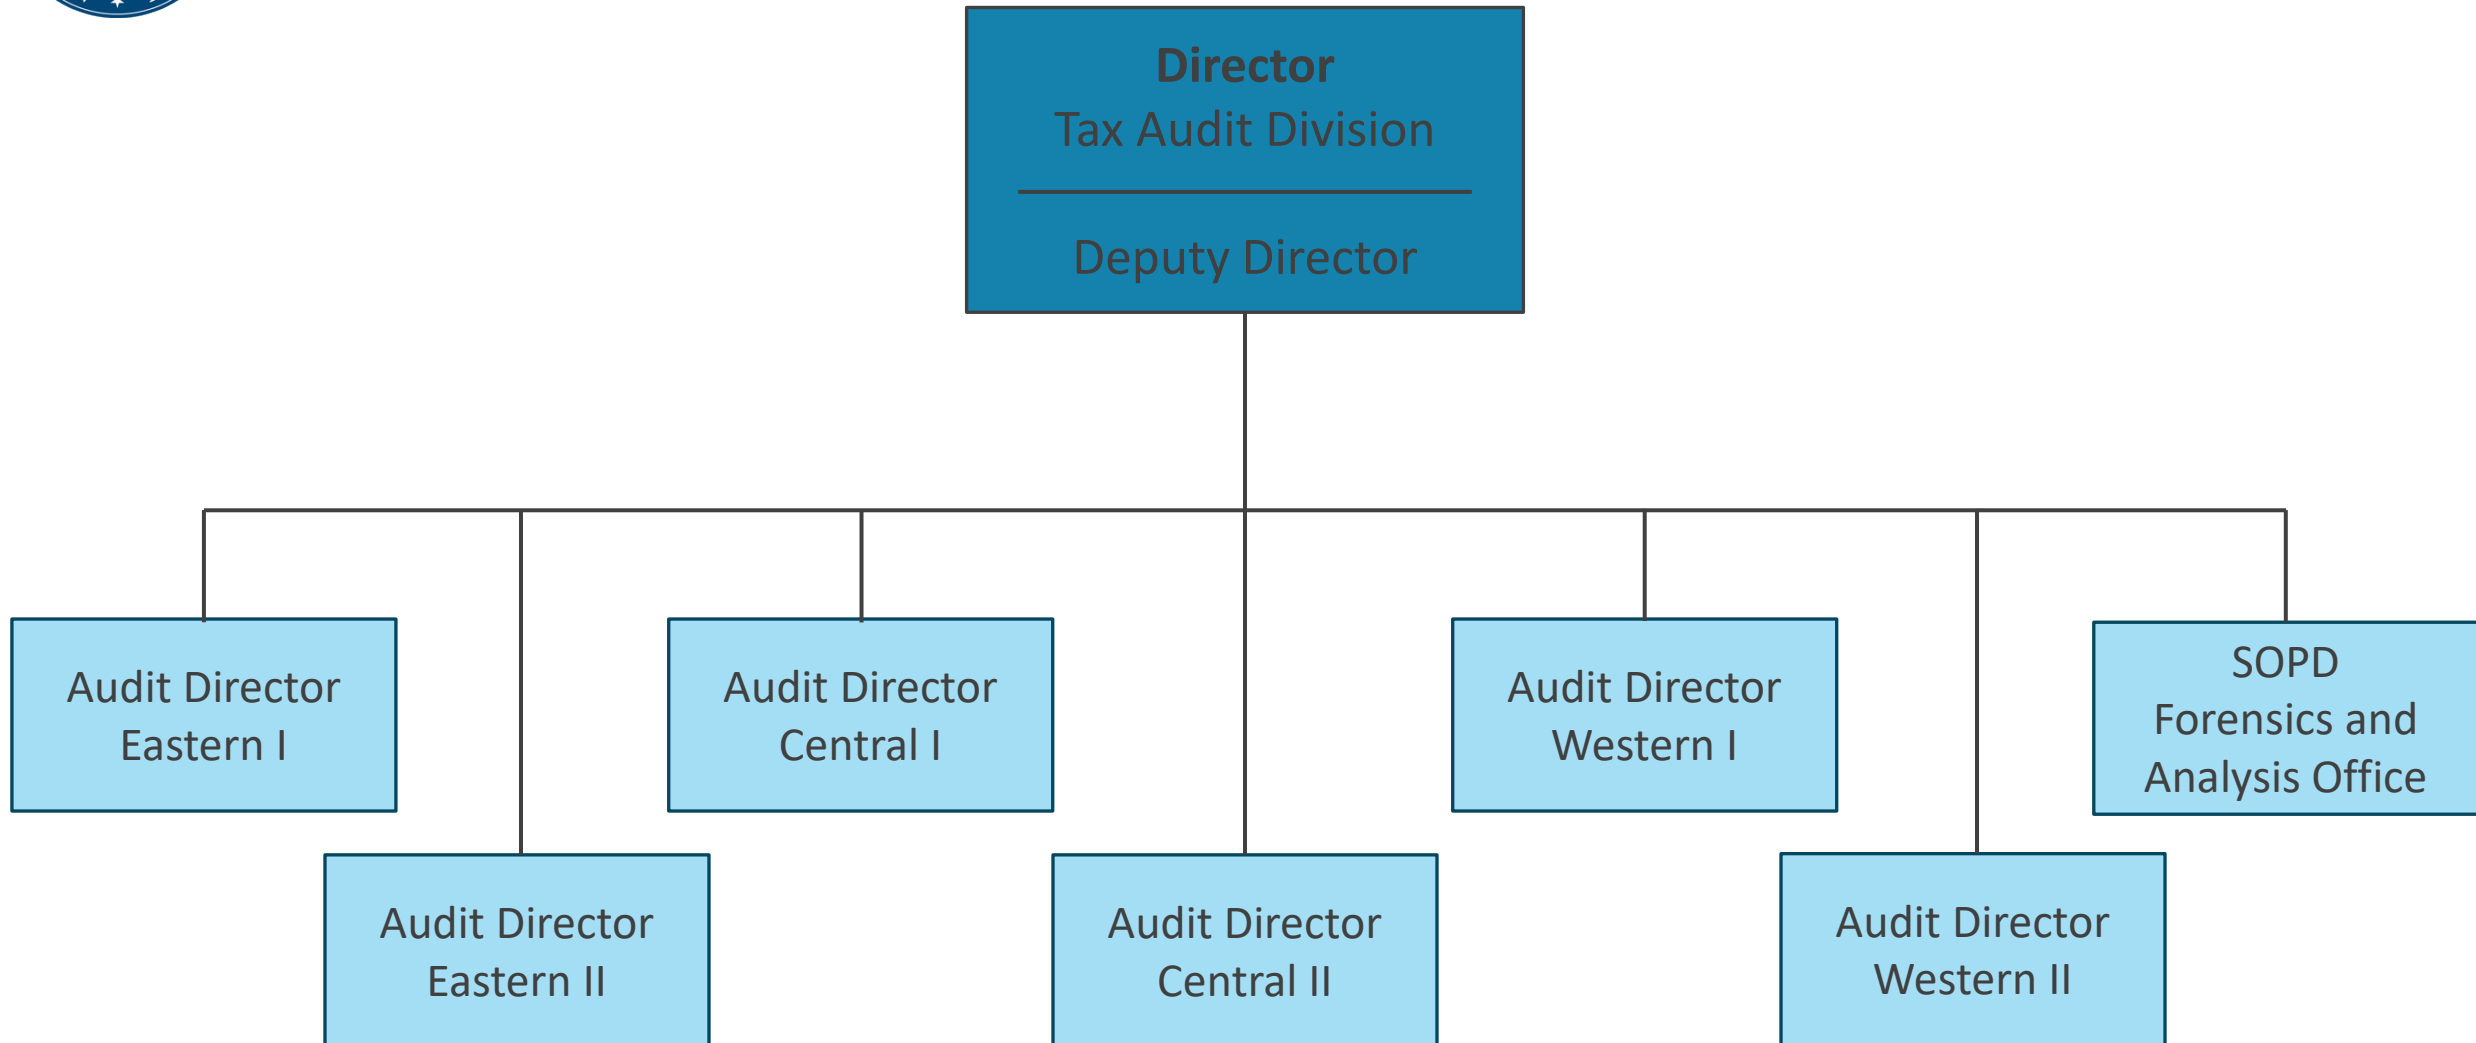 Director
Tax Audit Division
Deputy Director
Audit Director
Eastern I
Audit Director
Central I
Audit Director
Western I
SOPD
Forensics and
Analysis Office
Audit Director
Eastern II
Audit Director
Central II
Audit Director
Western II